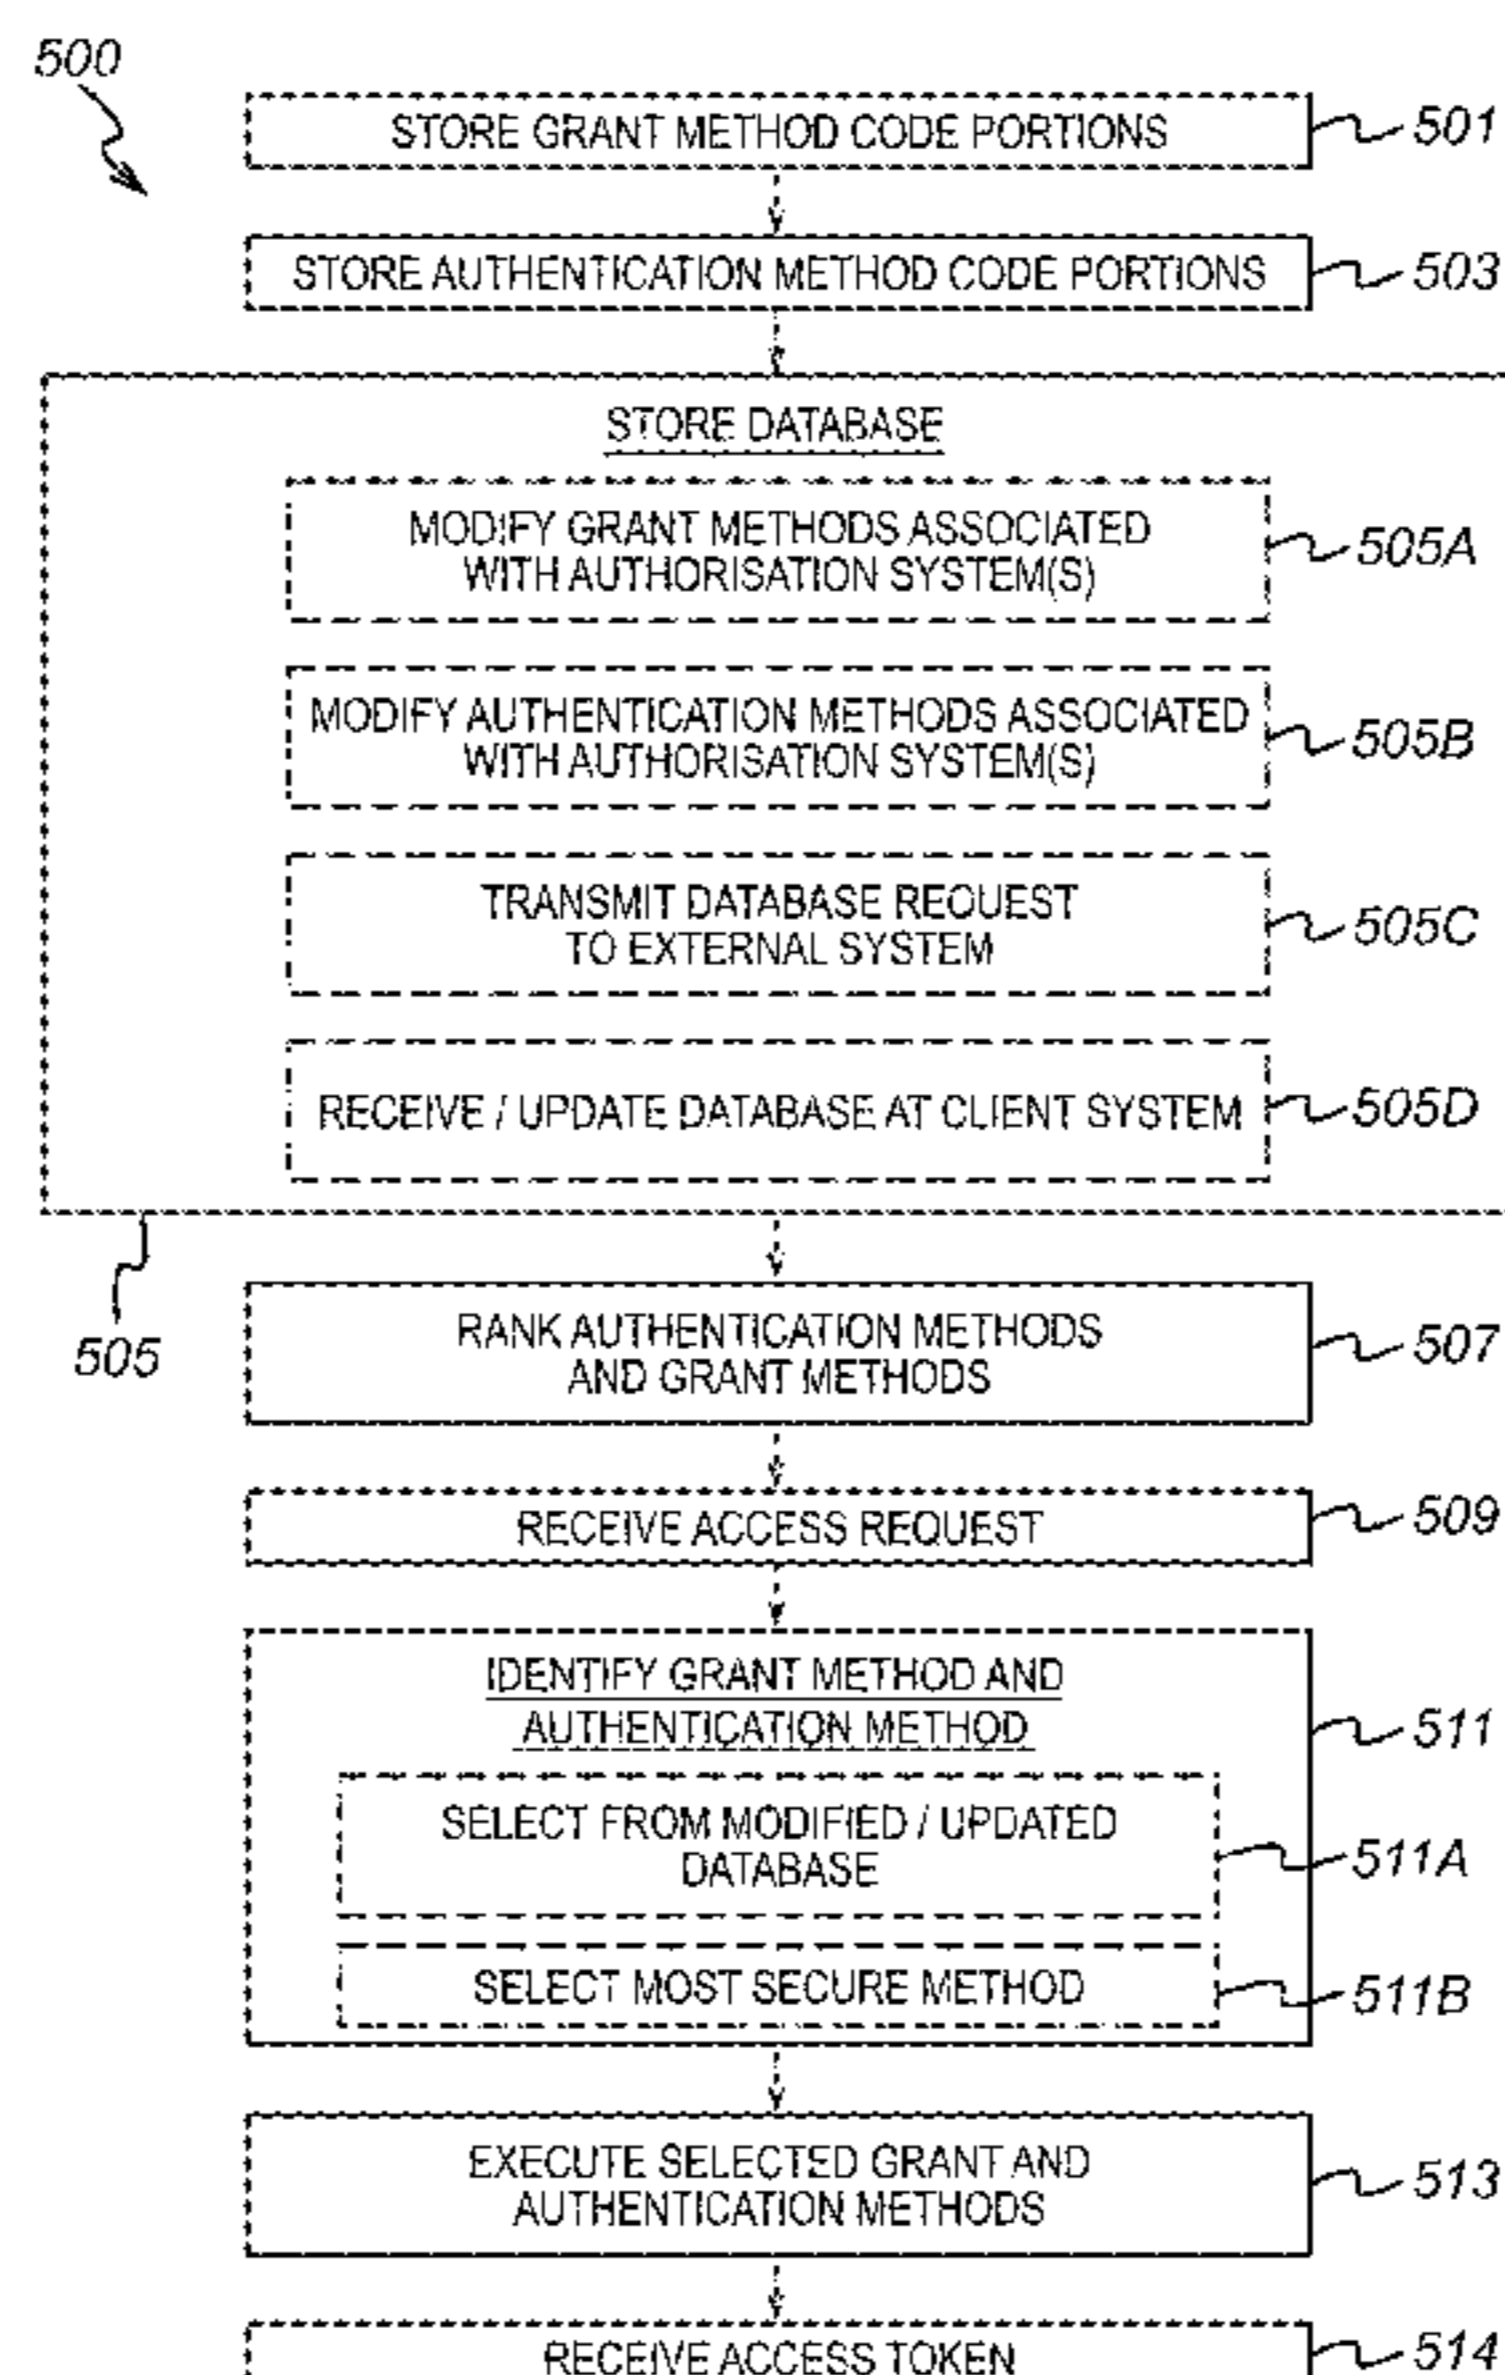 500
STORE GRANT METHOD CODE PORTIONS
501
STORE AUTHENTICATION METHOD CODE PORTIONS
503
STORE DATABASE
MODIFY GRANT METHODS ASSOCIATED
WITH AUTHORISATION SYSTEM(S)
505A
MODIFY AUTHENTICATION METHODS ASSOCIATED
WITH AUTHORISATION SYSTEM(S)
505B
TRANSMIT DATABASE REQUEST
TO EXTERNAL SYSTEM
505C
RECEIVE / UPDATE DATABASE AT CLIENT SYSTEM
505D
505
RANK AUTHENTICATION METHODS
AND GRANT METHODS
507
RECEIVE ACCESS REQUEST
509
IDENTIFY GRANT METHOD AND
AUTHENTICATION METHOD
511
SELECT FROM MODIFIED / UPDATED
DATABASE
511A
SELECT MOST SECURE METHOD
511B
EXECUTE SELECTED GRANT AND
AUTHENTICATION METHODS
513
RECEIVE ACCESS TOKEN
514